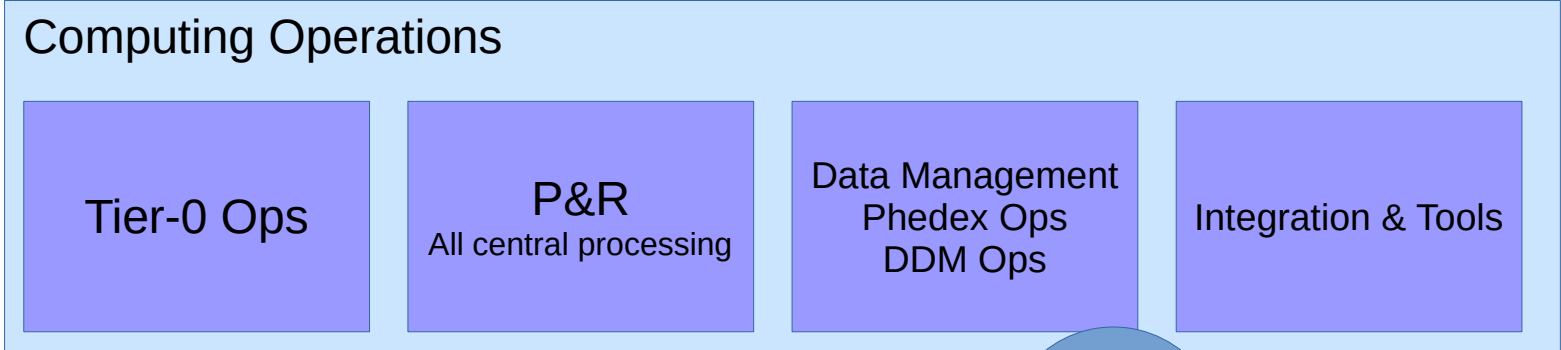 Computing Operations
Tier-0 Ops
P&R
All central processing
Data Management
Phedex Ops
DDM Ops
Integration & Tools